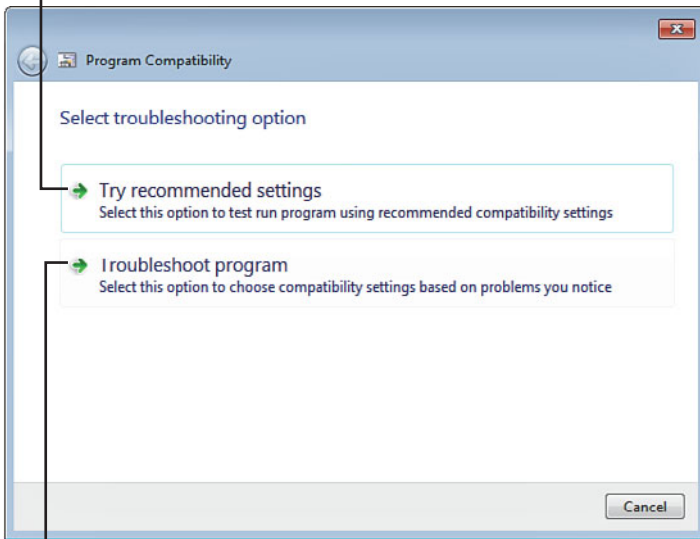 Program Compatibility
Select troubleshooting option
Try recommended settings
Select this option to test run program using recommended compatibility settings
Troubleshoot program
Select this option to choose compatibility settings based on problems you notice
Cancel